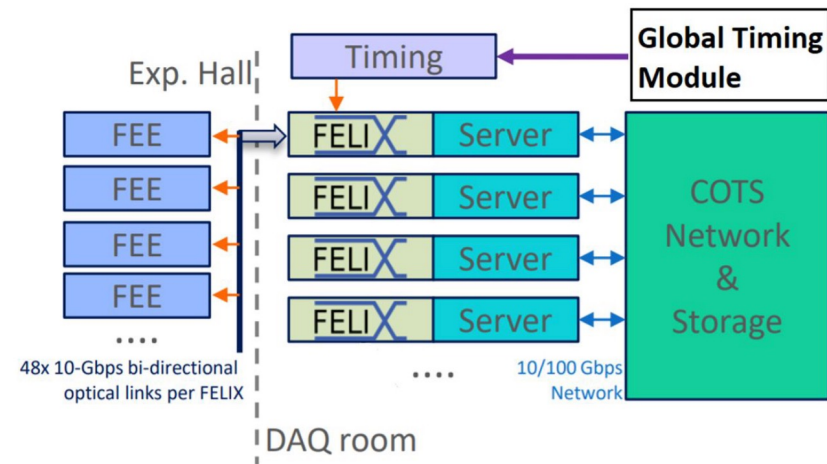 Global Timing
Module
Timing
Exp. Hall
FEE
FELIX
Server
FEE
FELIX
Server
FEE
FELIX
Server
FEE
FELIX
Server
COTS
Network
&
Storage
....
48x 10-Gbps bi-directional
optical links per FELIX
....
10/100 Gbps
Network
DAQ room